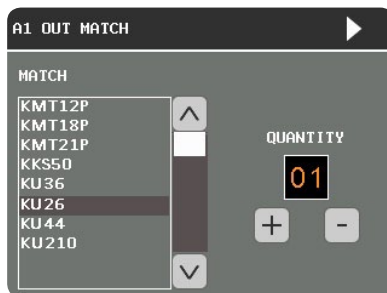 A1 OUT MATCH
MATCH
KMT12P
KMT18P
KMT21P
KKS50
KU36
KU26
KU44
KU210
QUANTITY
01
+ -